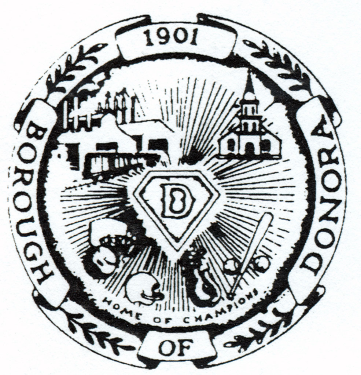 1901
BOROUGH
OF
DONORA
D
HOME OF CHAMPIONS